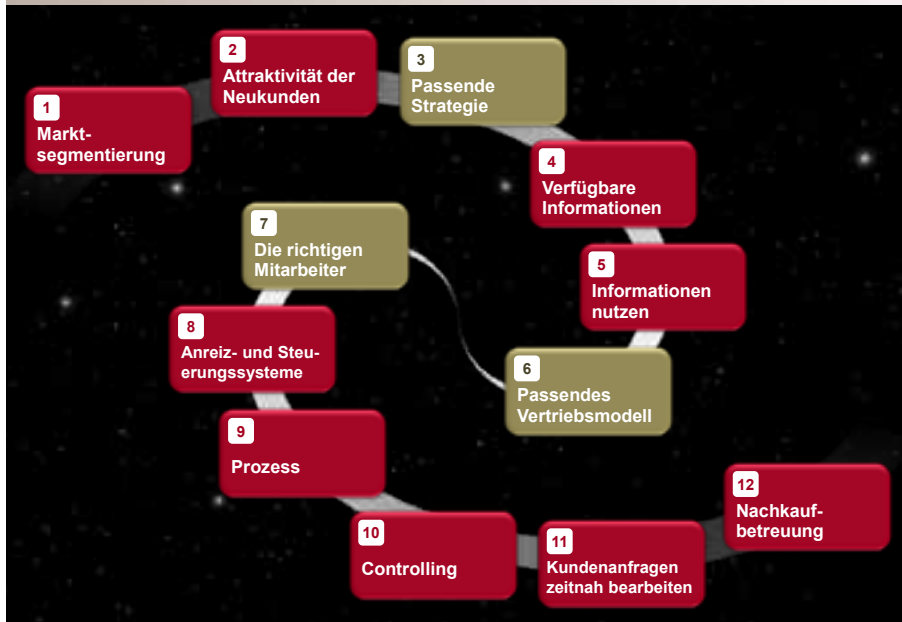 1
Markt-
segmentierung
2
Attraktivität der
Neukunden
3
Passende
Strategie
4
Verfügbare
Informationen
5
Informationen
nutzen
6
Passendes
Vertriebsmodell
7
Die richtigen
Mitarbeiter
8
Anreiz- und Steu-
erungssysteme
9
Prozess
10
Controlling
11
Kundenanfragen
zeitnah bearbeiten
12
Nachkauf-
betreuung